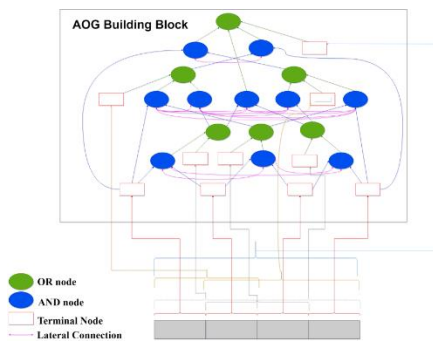 AOG Building Block
OR node
AND node
Terminal Node
Lateral Connection